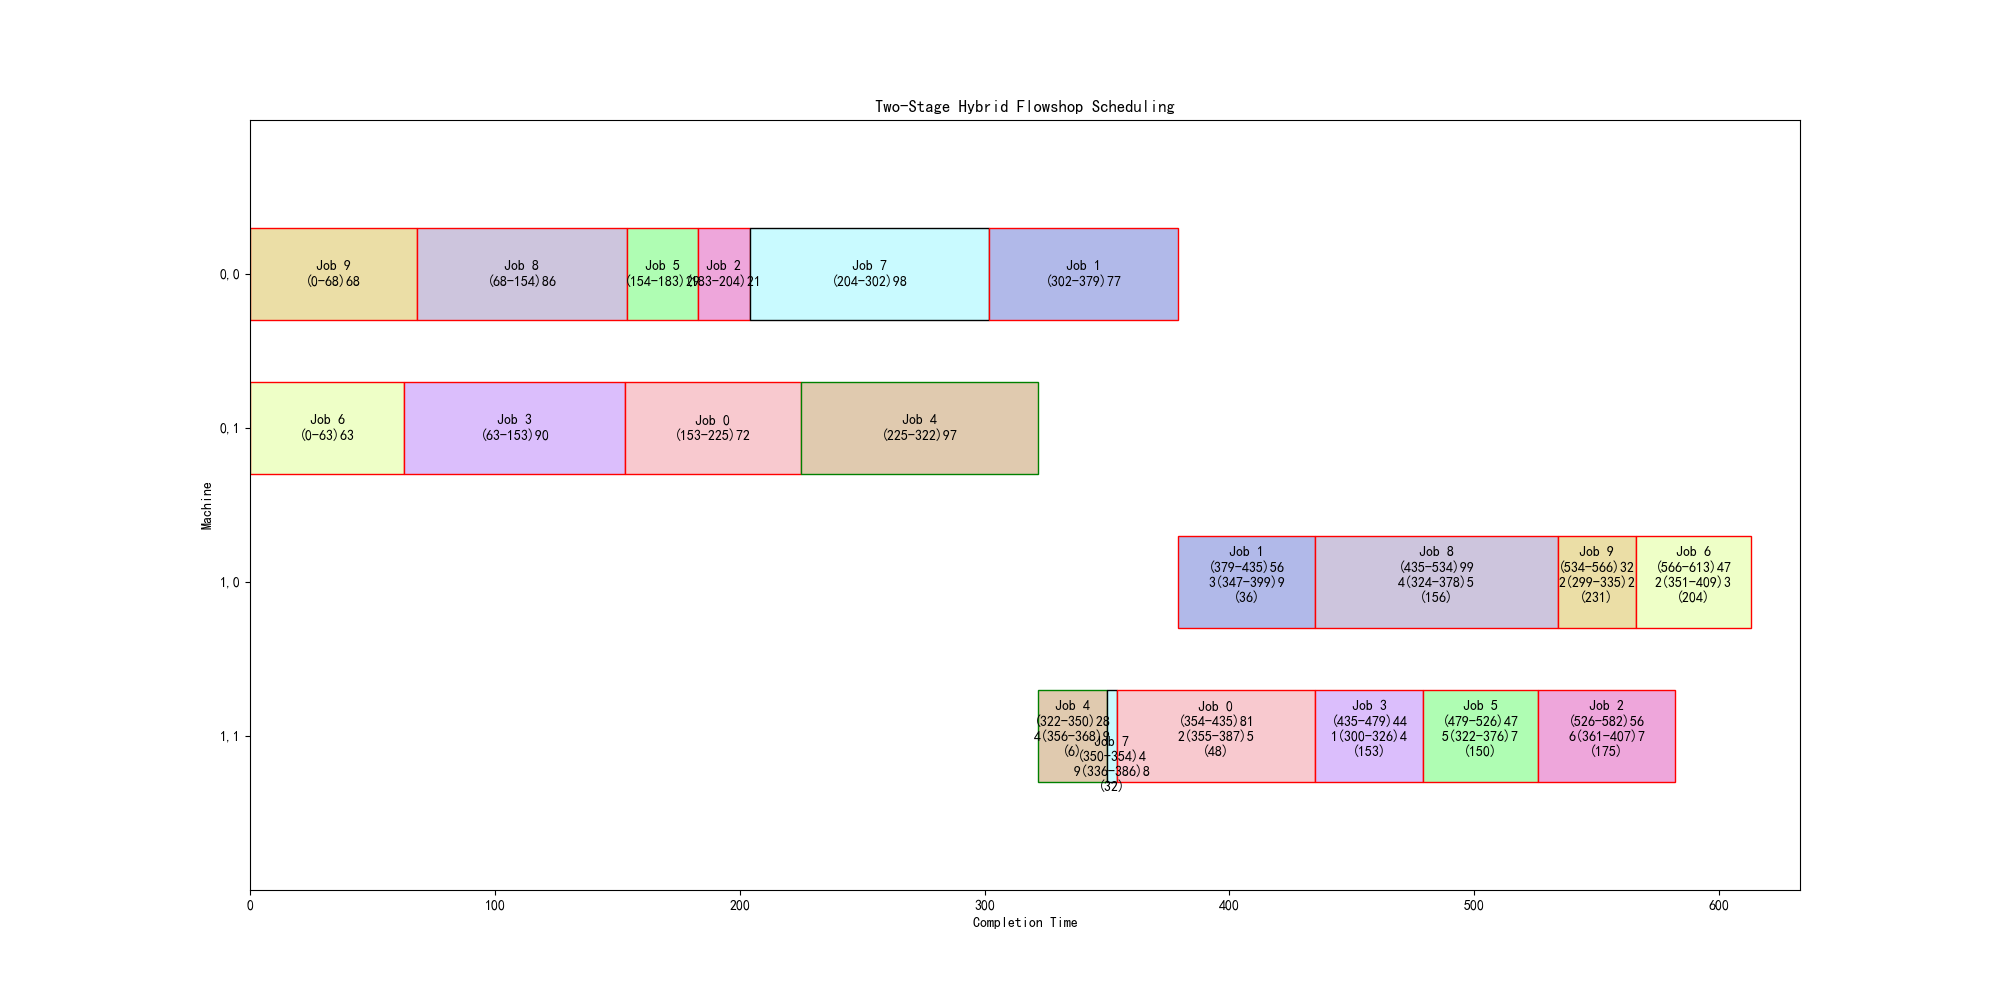 Two-Stage Hybrid Flowshop Scheduling
Machine
0,0
Job 9
(0-68)68
Job 8
(68-154)86
Job 5
(154-183)29
Job 2
(183-204)21
Job 7
(204-302)98
Job 1
(302-379)77
0,1
Job 6
(0-63)63
Job 3
(63-153)90
Job 0
(153-225)72
Job 4
(225-322)97
1,0
Job 1
(379-435)56
3(347-399)9
(36)
Job 8
(435-534)99
4(324-378)5
(156)
Job 9
(534-566)32
2(299-335)2
(231)
Job 6
(566-613)47
2(351-409)3
(204)
1,1
Job 4
(322-350)28
4(356-368)9
(6)
Job 7
(350-354)4
9(336-386)8
(32)
Job 0
(354-435)81
2(355-387)5
(48)
Job 3
(435-479)44
1(300-326)4
(153)
Job 5
(479-526)47
5(322-376)7
(150)
Job 2
(526-582)56
6(361-407)7
(175)
0 100 200 300 400 500 600
Completion Time